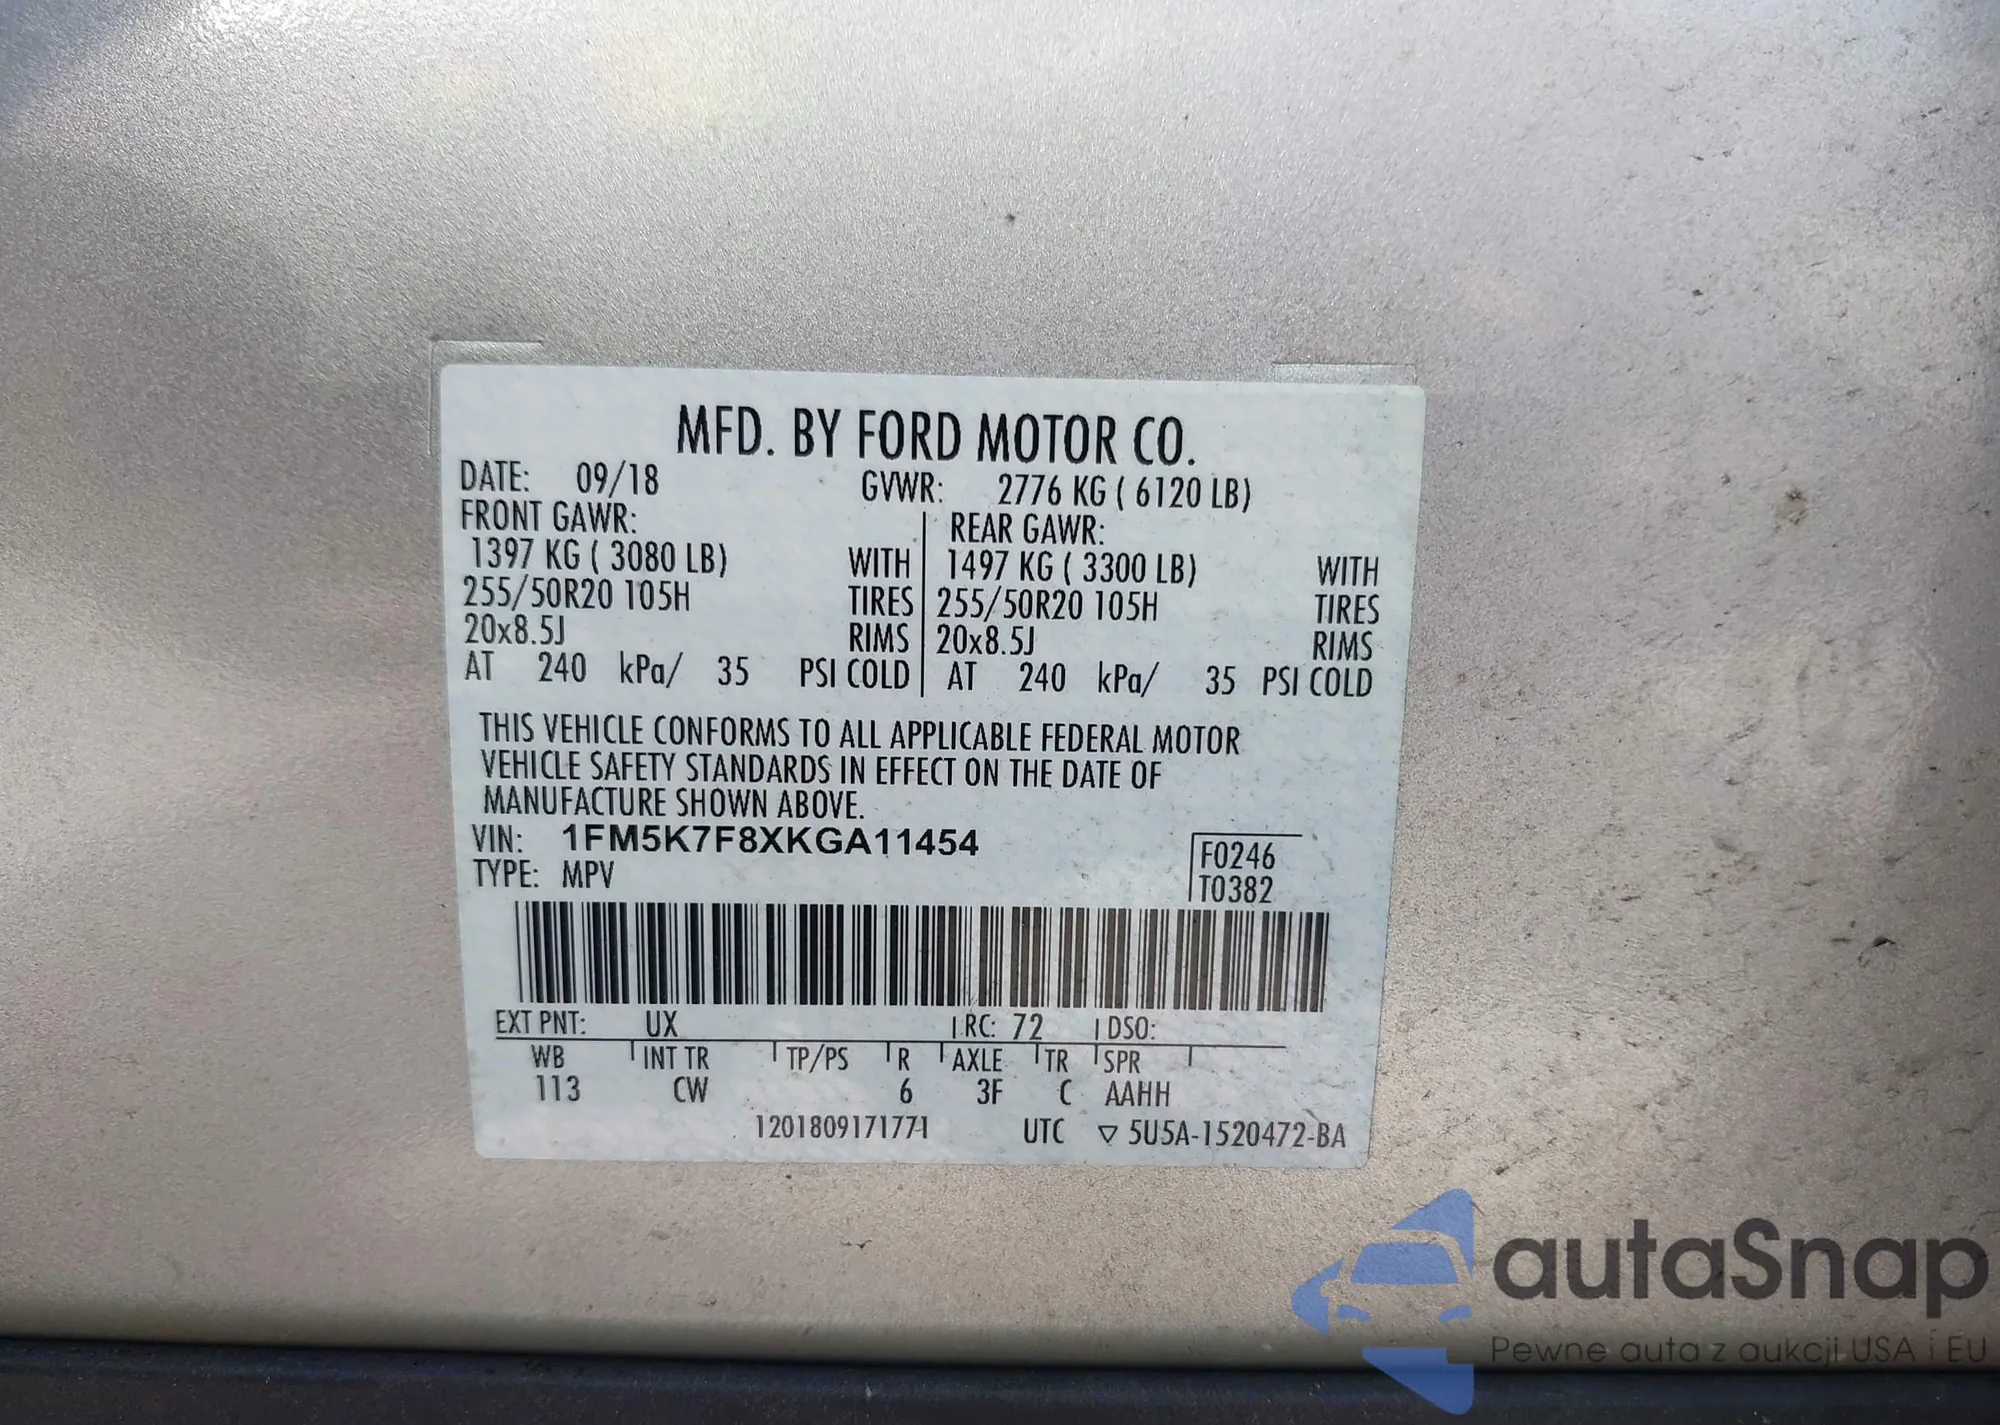 MFD. BY FORD MOTOR CO.
DATE: 09/18 GVWR: 2776 KG ( 6120 LB)
FRONT GAWR: REAR GAWR:
1397 KG ( 3080 LB) WITH 1497 KG ( 3300 LB) WITH
255/50R20 105H TIRES 255/50R20 105H TIRES
20x8.5J RIMS 20x8.5J RIMS
AT 240 kPa/ 35 PSI COLD AT 240 kPa/ 35 PSI COLD
THIS VEHICLE CONFORMS TO ALL APPLICABLE FEDERAL MOTOR
VEHICLE SAFETY STANDARDS IN EFFECT ON THE DATE OF
MANUFACTURE SHOWN ABOVE.
VIN: 1FM5K7F8XKGA11454
TYPE: MPV
F0246
T0382
EXT PNT: UX RC: 72 DSO:
WB INT TR TP/PS R AXLE TR SPR
113 CW 6 3F C AAHH
1201809171771 UTC ▽ 5U5A-1520472-BA
autaSnap
Pewne auta z aukcji USA i EU